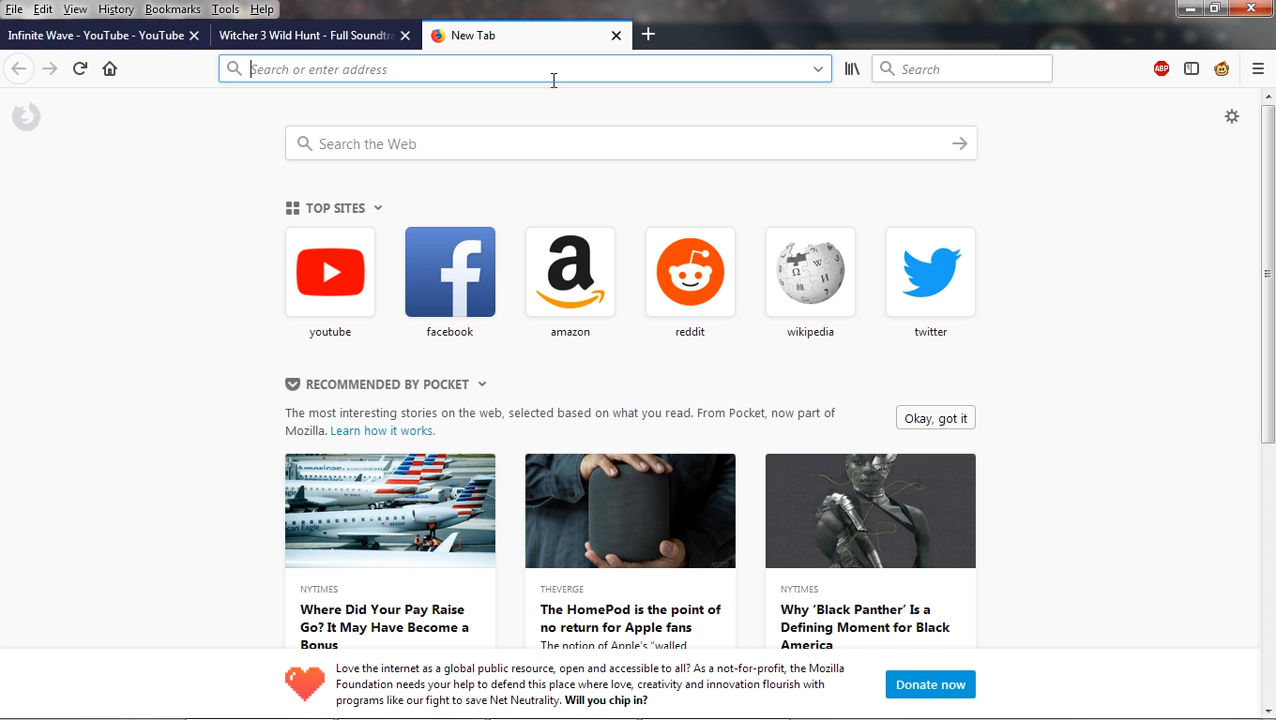 File Edit View History Bookmarks Tools Help
Infinite Wave - YouTube - YouTube Witcher 3 Wild Hunt - Full Soundtra New Tab
Search or enter address Search ABP
Search the Web
TOP SITES
youtube facebook amazon reddit wikipedia twitter
RECOMMENDED BY POCKET
The most interesting stories on the web, selected based on what you read. From Pocket, now part of
Mozilla. Learn how it works.
Okay, got it
NYTIMES
Where Did Your Pay Raise
Go? It May Have Become a
Bonus
THEVERGE
The HomePod is the point of
no return for Apple fans
The notion of Apple's “walled
NYTIMES
Why ‘Black Panther’ Is a
Defining Moment for Black
America
Love the internet as a global public resource, open and accessible to all? As a not-for-profit, the Mozilla
Foundation needs your help to defend this place where love, creativity and innovation flourish with
programs like our fight to save Net Neutrality. Will you chip in?
Donate now